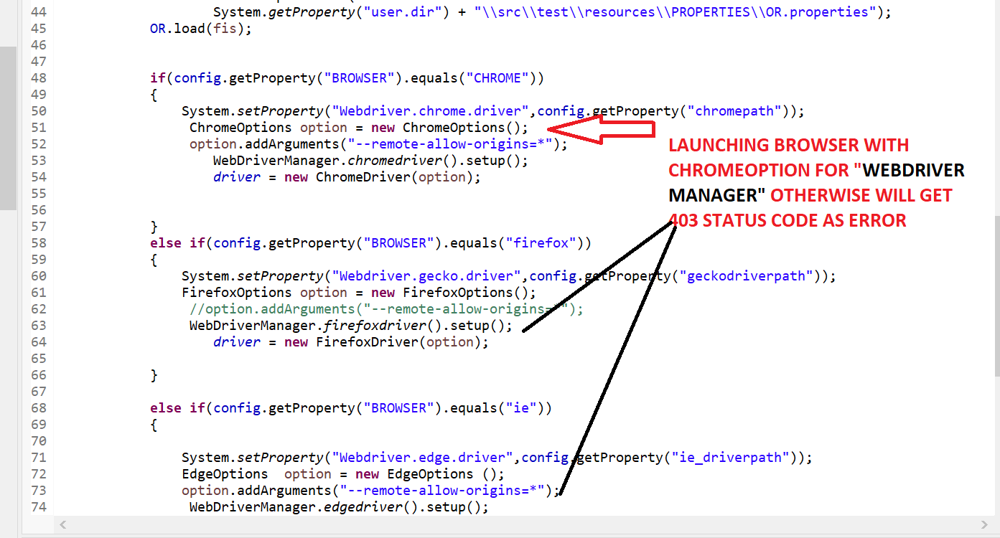 44 System.getProperty("user.dir") + "\\src\\test\\resources\\PROPERTIES\\OR.properties");
45 OR.load(fis);
46
47
48 if(config.getProperty("BROWSER").equals("CHROME"))
49 {
50 System.setProperty("Webdriver.chrome.driver",config.getProperty("chromepath"));
51 ChromeOptions option = new ChromeOptions();
52 option.addArguments("--remote-allow-origins=*");
53 WebDriverManager.chromedriver().setup();
54 driver = new ChromeDriver(option);
55
56
57 }
58 else if(config.getProperty("BROWSER").equals("firefox"))
59 {
60 System.setProperty("Webdriver.gecko.driver",config.getProperty("geckodriverpath"));
61 FirefoxOptions option = new FirefoxOptions();
62 //option.addArguments("--remote-allow-origins=*");
63 WebDriverManager.firefoxdriver().setup();
64 driver = new FirefoxDriver(option);
65
66 }
67
68 else if(config.getProperty("BROWSER").equals("ie"))
69 {
70
71 System.setProperty("Webdriver.edge.driver",config.getProperty("ie_driverpath"));
72 EdgeOptions  option = new EdgeOptions ();
73 option.addArguments("--remote-allow-origins=*");
74 WebDriverManager.edgedriver().setup();
LAUNCHING BROWSER WITH
CHROMEOPTION FOR "WEBDRIVER
MANAGER" OTHERWISE WILL GET
403 STATUS CODE AS ERROR